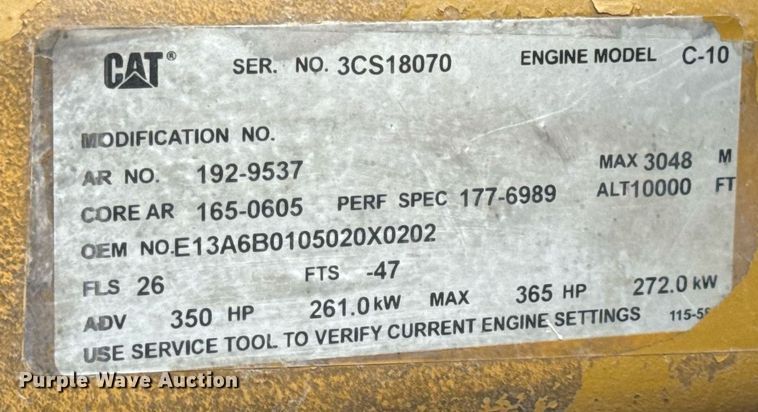 CAT® SER. NO. 3CS18070 ENGINE MODEL C-10
MODIFICATION NO.
AR NO. 192-9537 MAX 3048 M
CORE AR 165-0605 PERF SPEC 177-6989 ALT 10000 FT
OEM NO. E13A6B0105020X0202
FLS 26 FTS -47
ADV 350 HP 261.0 kW MAX 365 HP 272.0 kW
USE SERVICE TOOL TO VERIFY CURRENT ENGINE SETTINGS
Purple Wave Auction